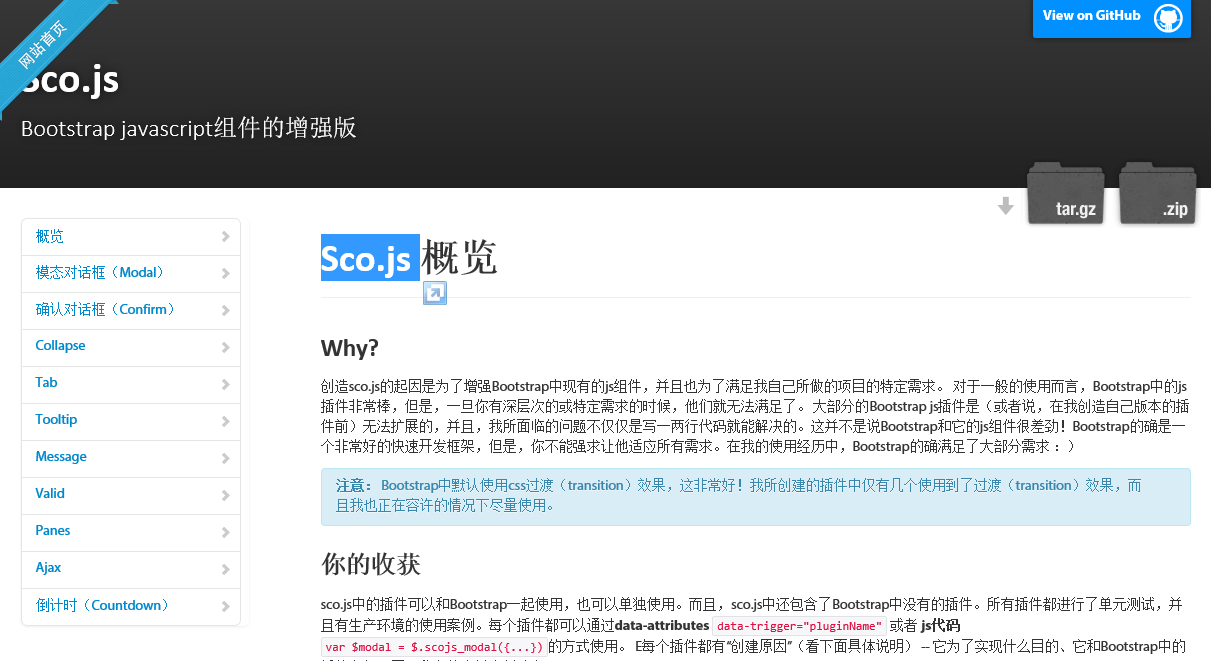 网站首页
View on GitHub
Sco.js
Bootstrap javascript组件的增强版
tar.gz
.zip
概览
模态对话框（Modal）
确认对话框（Confirm）
Collapse
Tab
Tooltip
Message
Valid
Panes
Ajax
倒计时（Countdown）
Sco.js 概览
Why?
创造sco.js的起因是为了增强Bootstrap中现有的js组件，并且也为了满足我自己所做的项目的特定需求。 对于一般的使用而言，Bootstrap中的js
插件非常棒，但是，一旦你有深层次的或特定需求的时候，他们就无法满足了。大部分的Bootstrap js插件是（或者说，在我创造自己版本的插
件前）无法扩展的，并且，我所面临的问题不仅仅是写一两行代码就能解决的。这并不是说Bootstrap和它的js组件很差劲！Bootstrap的确是一
个非常好的快速开发框架，但是，你不能强求让他适应所有需求。在我的使用经历中，Bootstrap的确满足了大部分需求：）
注意： Bootstrap中默认使用css过渡（transition）效果，这非常好！我所创建的插件中仅有几个使用到了过渡（transition）效果，而
且我也正在容许的情况下尽量使用。
你的收获
sco.js中的插件可以和Bootstrap一起使用，也可以单独使用。而且，sco.js中还包含了Bootstrap中没有的插件。所有插件都进行了单元测试，并
且有生产环境的使用案例。每个插件都可以通过data-attributes data-trigger="pluginName" 或者 js代码
var $modal = $.scojs_modal({...}) 的方式使用。 E每个插件都有“创建原因”（看下面具体说明） – 它为了实现什么目的、它和Bootstrap中的